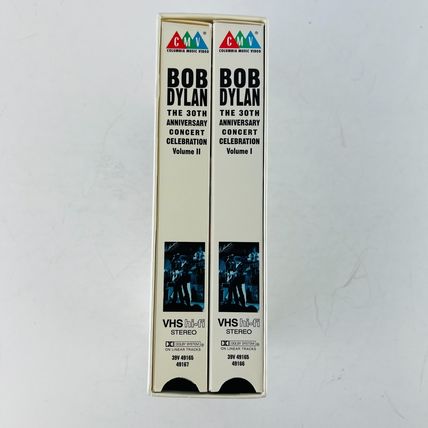 CMV®
COLUMBIA MUSIC VIDEO
BOB
DYLAN
THE 30TH
ANNIVERSARY
CONCERT
CELEBRATION
Volume II
VHS hi-fi
STEREO
DOLBY SYSTEM®
ON LINEAR TRACKS
39V 49165
49167
CMV®
COLUMBIA MUSIC VIDEO
BOB
DYLAN
THE 30TH
ANNIVERSARY
CONCERT
CELEBRATION
Volume I
VHS hi-fi
STEREO
DOLBY SYSTEM®
ON LINEAR TRACKS
39V 49165
49166